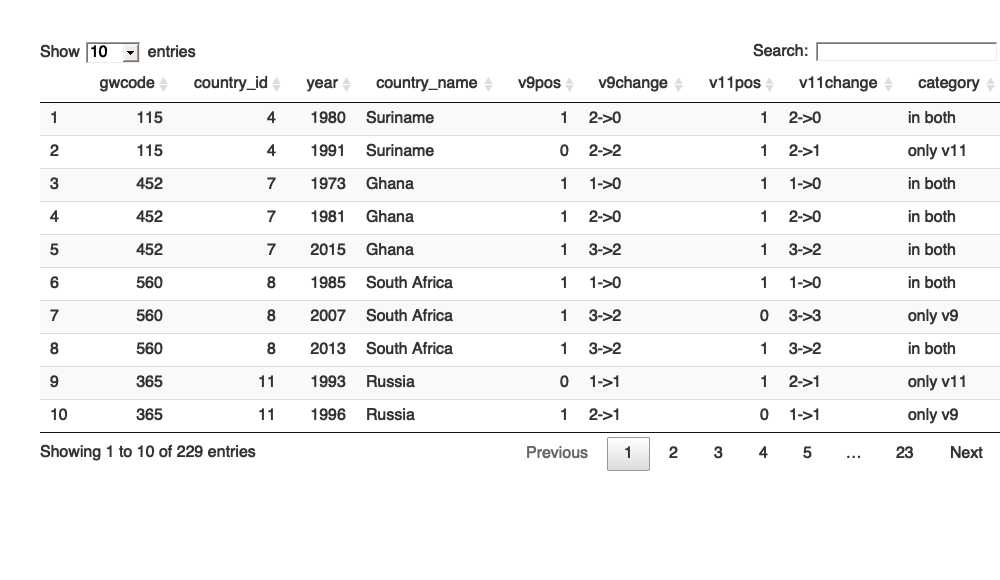 Show 10 entries Search:
gwcode country_id year country_name v9pos v9change v11pos v11change category
1 115 4 1980 Suriname 1 2->0 1 2->0 in both
2 115 4 1991 Suriname 0 2->2 1 2->1 only v11
3 452 7 1973 Ghana 1 1->0 1 1->0 in both
4 452 7 1981 Ghana 1 2->0 1 2->0 in both
5 452 7 2015 Ghana 1 3->2 1 3->2 in both
6 560 8 1985 South Africa 1 1->0 1 1->0 in both
7 560 8 2007 South Africa 1 3->2 0 3->3 only v9
8 560 8 2013 South Africa 1 3->2 1 3->2 in both
9 365 11 1993 Russia 0 1->1 1 2->1 only v11
10 365 11 1996 Russia 1 2->1 0 1->1 only v9
Showing 1 to 10 of 229 entries Previous 1 2 3 4 5 … 23 Next